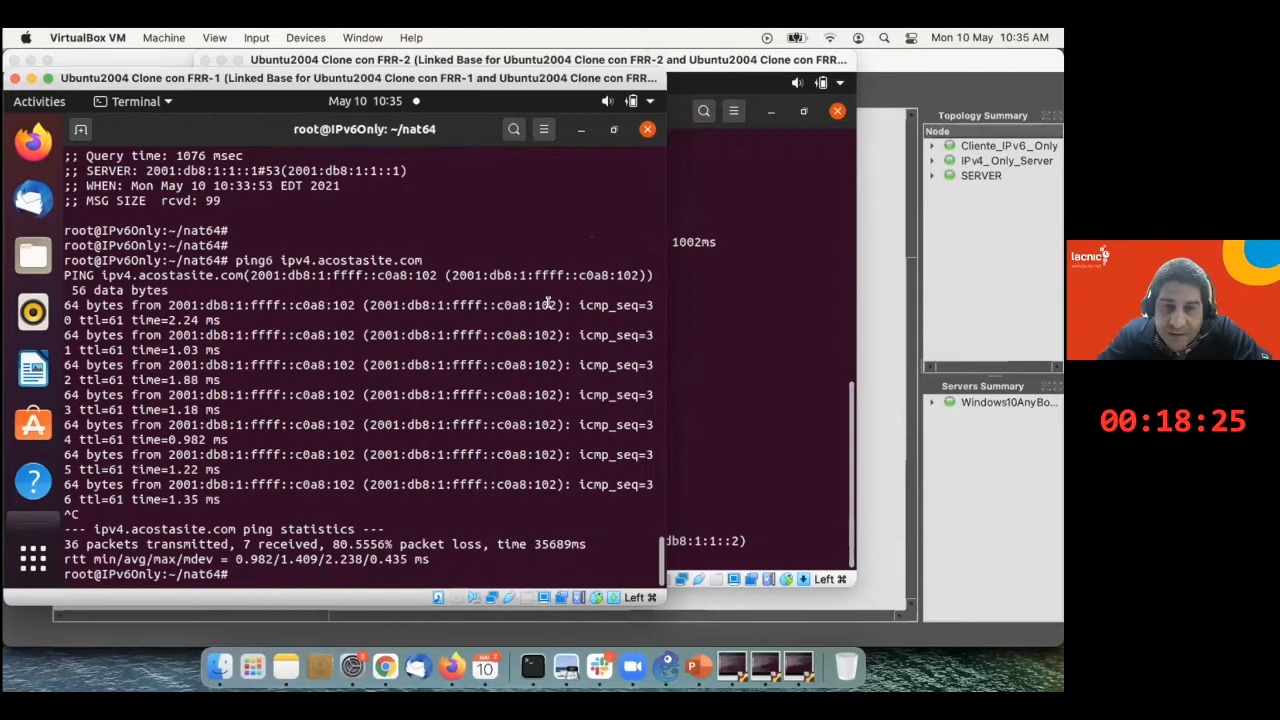 VirtualBox VM Machine View Input Devices Window Help Mon 10 May 10:35 AM
Ubuntu2004 Clone con FRR-2 (Linked Base for Ubuntu2004 Clone con FRR-2 and Ubuntu2004 Clone con FRR...
Ubuntu2004 Clone con FRR-1 (Linked Base for Ubuntu2004 Clone con FRR-1 and Ubuntu2004 Clone con FRR...
Activities Terminal May 10 10:35
root@IPv6Only: ~/nat64
;; Query time: 1076 msec
;; SERVER: 2001:db8:1:1::1#53(2001:db8:1:1::1)
;; WHEN: Mon May 10 10:33:53 EDT 2021
;; MSG SIZE rcvd: 99
root@IPv6Only:~/nat64#
root@IPv6Only:~/nat64#
root@IPv6Only:~/nat64# ping6 ipv4.acostasite.com
PING ipv4.acostasite.com(2001:db8:1:ffff::c0a8:102 (2001:db8:1:ffff::c0a8:102))
56 data bytes
64 bytes from 2001:db8:1:ffff::c0a8:102 (2001:db8:1:ffff::c0a8:102): icmp_seq=3
0 ttl=61 time=2.24 ms
64 bytes from 2001:db8:1:ffff::c0a8:102 (2001:db8:1:ffff::c0a8:102): icmp_seq=3
1 ttl=61 time=1.03 ms
64 bytes from 2001:db8:1:ffff::c0a8:102 (2001:db8:1:ffff::c0a8:102): icmp_seq=3
2 ttl=61 time=1.88 ms
64 bytes from 2001:db8:1:ffff::c0a8:102 (2001:db8:1:ffff::c0a8:102): icmp_seq=3
3 ttl=61 time=1.18 ms
64 bytes from 2001:db8:1:ffff::c0a8:102 (2001:db8:1:ffff::c0a8:102): icmp_seq=3
4 ttl=61 time=0.982 ms
64 bytes from 2001:db8:1:ffff::c0a8:102 (2001:db8:1:ffff::c0a8:102): icmp_seq=3
5 ttl=61 time=1.22 ms
64 bytes from 2001:db8:1:ffff::c0a8:102 (2001:db8:1:ffff::c0a8:102): icmp_seq=3
6 ttl=61 time=1.35 ms
^C
--- ipv4.acostasite.com ping statistics ---
36 packets transmitted, 7 received, 80.5556% packet loss, time 35689ms
rtt min/avg/max/mdev = 0.982/1.409/2.238/0.435 ms
root@IPv6Only:~/nat64#
Left ⌘
1002ms
db8:1:1::2)
Left ⌘
Topology Summary
Node
Cliente_IPv6_Only
IPv4_Only_Server
SERVER
Servers Summary
Windows10AnyBo...
lacnic
00:18:25
MAY
10